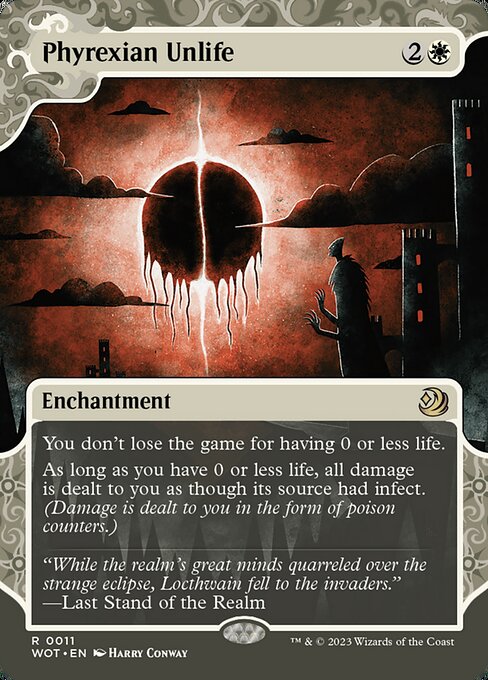 Phyrexian Unlife 2
Enchantment
You don't lose the game for having 0 or less life.
As long as you have 0 or less life, all damage
is dealt to you as though its source had infect.
(Damage is dealt to you in the form of poison
counters.)
“While the realm's great minds quarreled over the
strange eclipse, Locthwain fell to the invaders.”
—Last Stand of the Realm
R 0011
WOT • EN Harry Conway
™ & © 2023 Wizards of the Coast